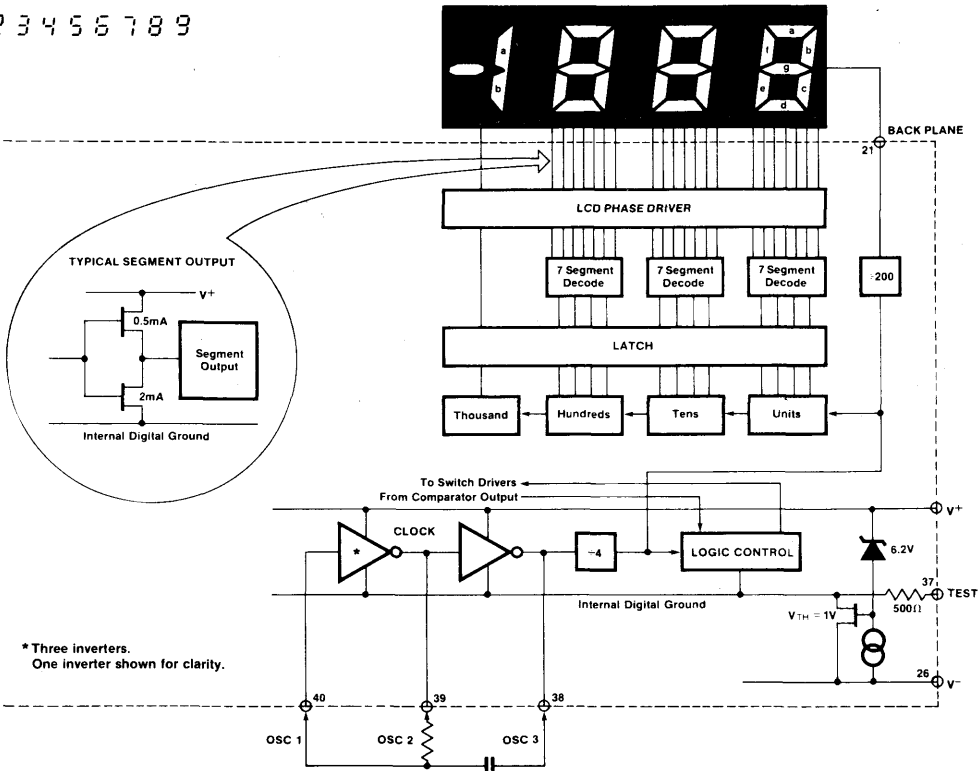 2 3 4 5 6 7 8 9
a
b
a
f
b
g
e
c
d
BACK PLANE
21
LCD PHASE DRIVER
TYPICAL SEGMENT OUTPUT
V+
0.5mA
Segment
Output
2mA
Internal Digital Ground
7 Segment
Decode
7 Segment
Decode
7 Segment
Decode
÷200
LATCH
Thousand
Hundreds
Tens
Units
To Switch Drivers
From Comparator Output
V+
CLOCK
*
÷4
LOGIC CONTROL
6.2V
37
TEST
500Ω
Internal Digital Ground
VTH = 1V
* Three inverters.
One inverter shown for clarity.
26
V−
40
39
38
OSC 1
OSC 2
OSC 3